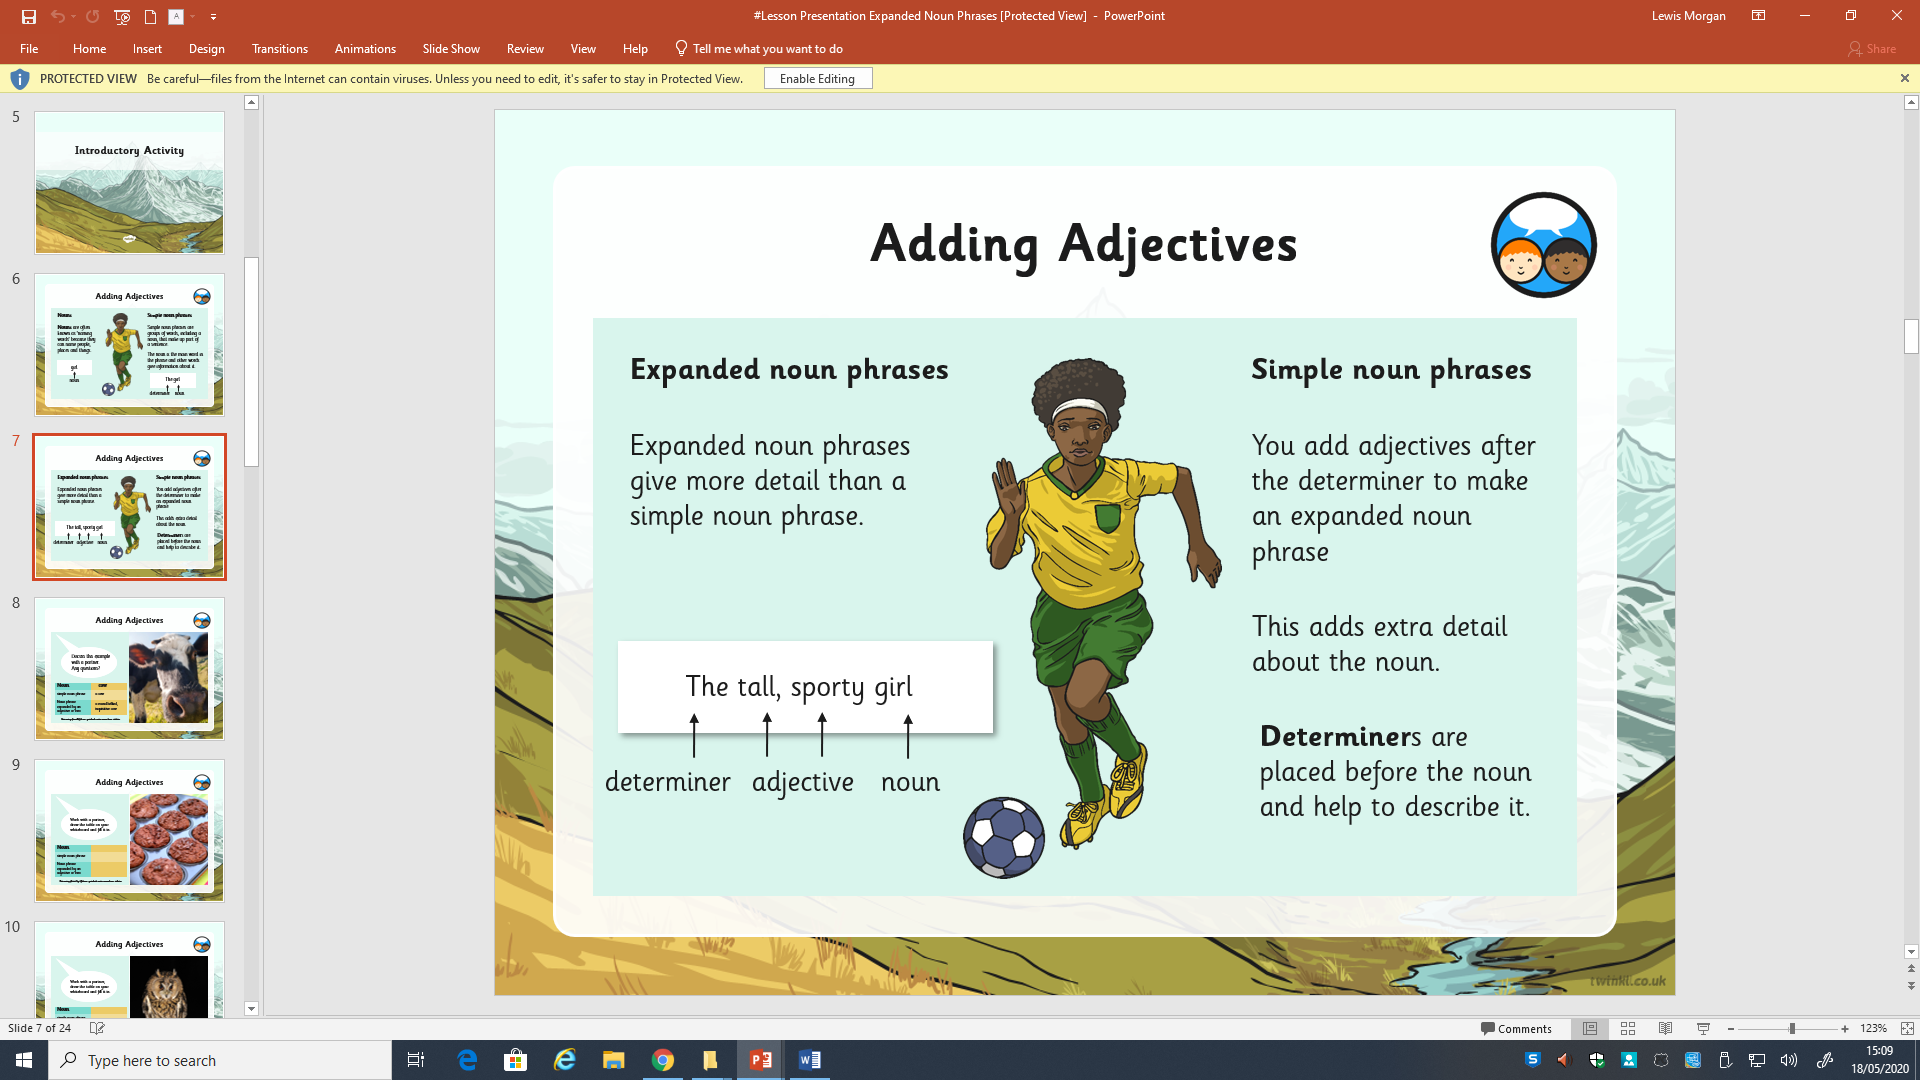 #Lesson Presentation Expanded Noun Phrases [Protected View] - PowerPoint
Lewis Morgan
File Home Insert Design Transitions Animations Slide Show Review View Help Tell me what you want to do
Share
PROTECTED VIEW Be careful—files from the Internet can contain viruses. Unless you need to edit, it's safer to stay in Protected View. Enable Editing
5
Introductory Activity
6
Adding Adjectives
7
Adding Adjectives
8
Adding Adjectives
9
Adding Adjectives
10
Adding Adjectives
Adding Adjectives
Expanded noun phrases
Expanded noun phrases
give more detail than a
simple noun phrase.
The tall, sporty girl
determiner adjective noun
Simple noun phrases
You add adjectives after
the determiner to make
an expanded noun
phrase
This adds extra detail
about the noun.
Determiners are
placed before the noun
and help to describe it.
twinkl.co.uk
Slide 7 of 24
Comments
123%
Type here to search
15:09
18/05/2020